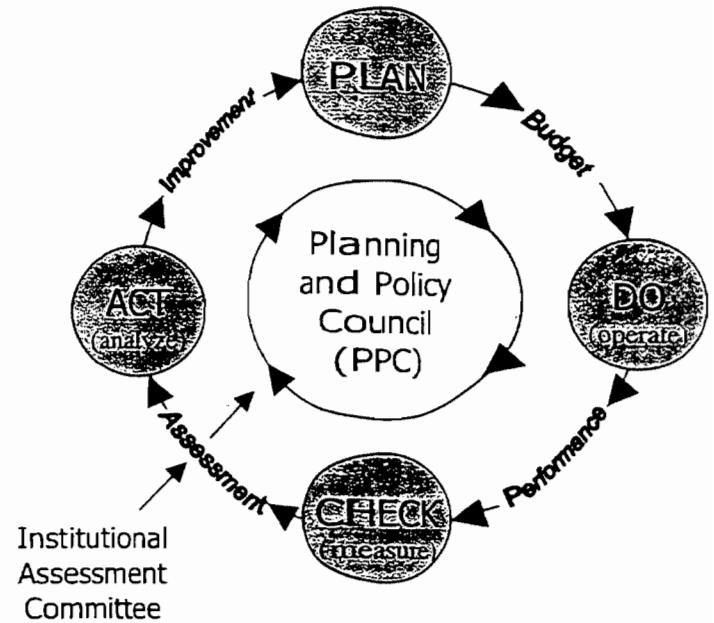 PLAN
Budget
DO
(operate)
Performance
CHECK
(measure
Assessment
ACT
(analyze)
Improvement
Planning
and Policy
Council
(PPC)
Institutional
Assessment
Committee